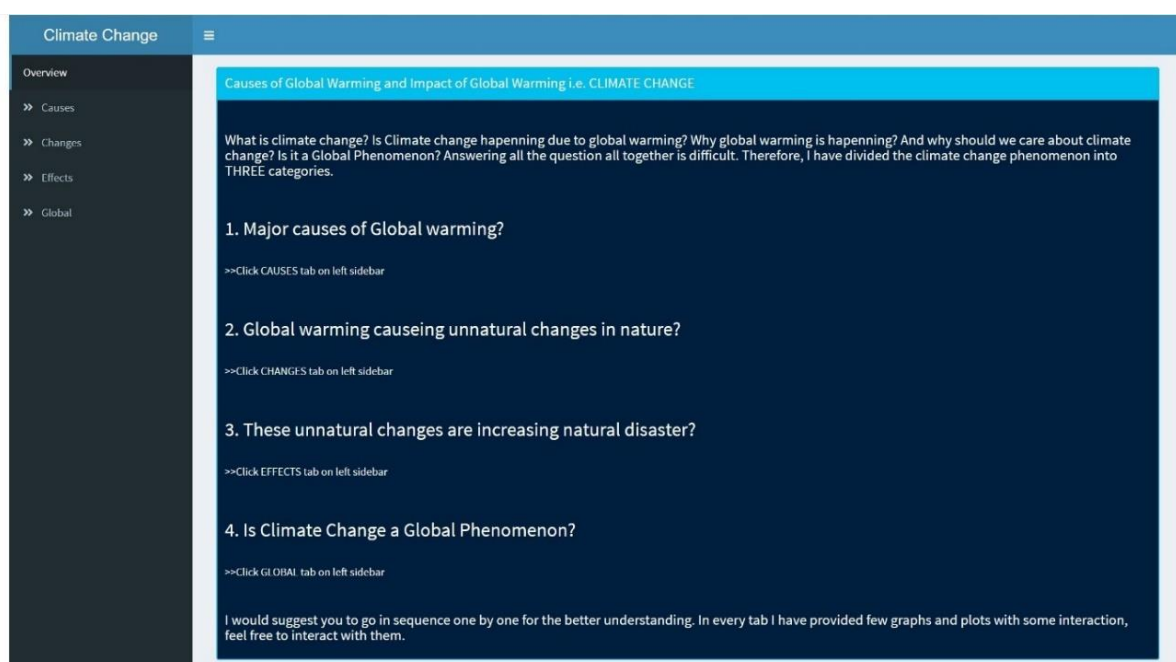 Climate Change
Overview
Causes
Changes
Effects
Global
Causes of Global Warming and Impact of Global Warming i.e. CLIMATE CHANGE
What is climate change? Is Climate change hapenning due to global warming? Why global warming is hapenning? And why should we care about climate
change? Is it a Global Phenomenon? Answering all the question all together is difficult. Therefore, I have divided the climate change phenomenon into
THREE categories.
1. Major causes of Global warming?
>>Click CAUSES tab on left sidebar
2. Global warming causeing unnatural changes in nature?
>>Click CHANGES tab on left sidebar
3. These unnatural changes are increasing natural disaster?
>>Click EFFECTS tab on left sidebar
4. Is Climate Change a Global Phenomenon?
>>Click GLOBAL tab on left sidebar
I would suggest you to go in sequence one by one for the better understanding. In every tab I have provided few graphs and plots with some interaction,
feel free to interact with them.